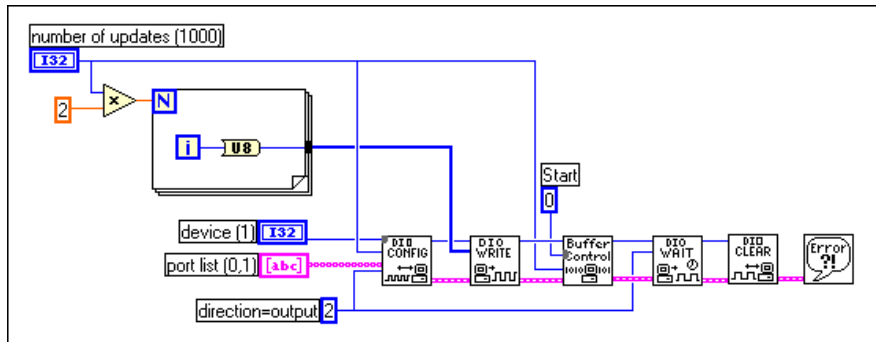 number of updates (1000)
I32
2
x
N
i
U8
Start
0
device (1)
I32
port list (0,1)
[abc]
direction=output
2
DIO
CONFIG
DIO
WRITE
Buffer
Control
DIO
WAIT
DIO
CLEAR
Error
?!